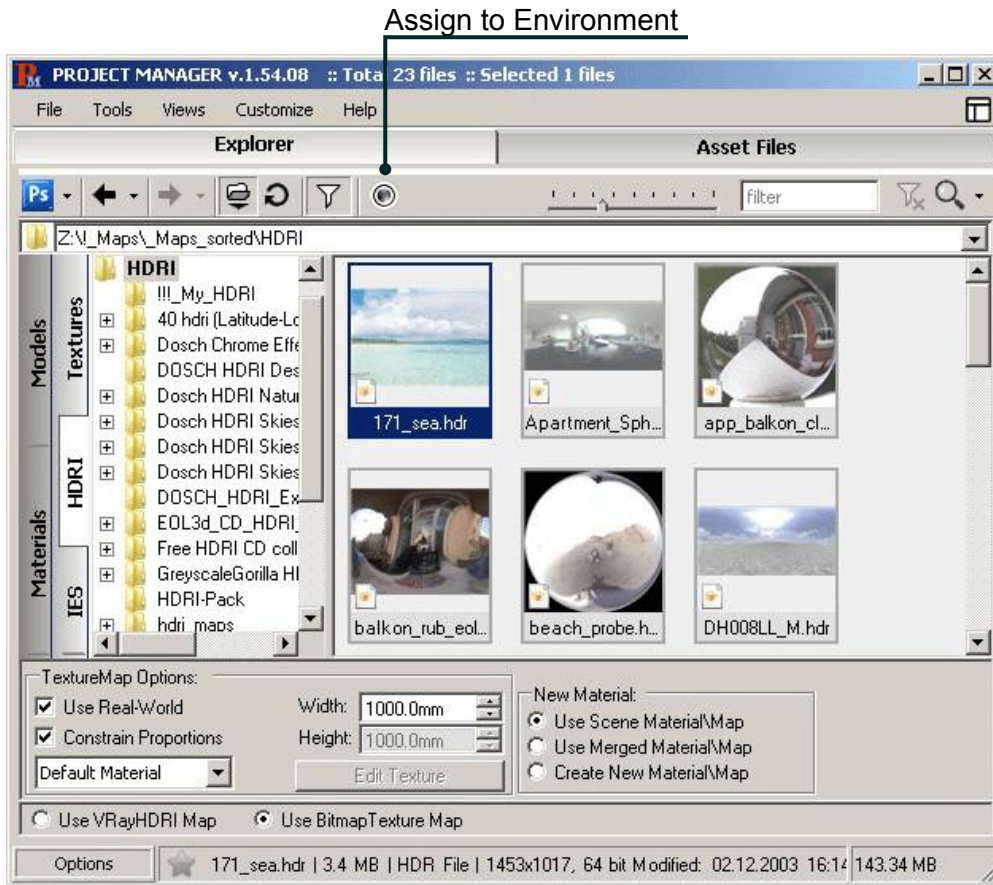 Assign to Environment
PROJECT MANAGER v.1.54.08 :: Total 23 files :: Selected 1 files
File Tools Views Customize Help
Explorer Asset Files
Ps filter
Z:\!_Maps\_Maps_sorted\HDRI
Models
Materials
Textures
HDRI
IES
HDRI
!!!_My_HDRI
40 hdri (Latitude-Lo
Dosch Chrome Effe
DOSCH HDRI Des
Dosch HDRI Natur
Dosch HDRI Skies
Dosch HDRI Skies
Dosch HDRI Skies
DOSCH_HDRI_Ex
EOL3d_CD_HDRI_
Free HDRI CD coll
GreyscaleGorilla HI
HDRI-Pack
hdri maps
171_sea.hdr Apartment_Sph... app_balkon_cl...
balkon_rub_eol... beach_probe.h... DH008LL_M.hdr
TextureMap Options:
Use Real-World
Constrain Proportions
Default Material
Width: 1000.0mm
Height: 1000.0mm
Edit Texture
New Material:
Use Scene Material\Map
Use Merged Material\Map
Create New Material\Map
Use VRayHDRI Map Use BitmapTexture Map
Options 171_sea.hdr | 3.4 MB | HDR File | 1453x1017, 64 bit Modified: 02.12.2003 16:14 143.34 MB